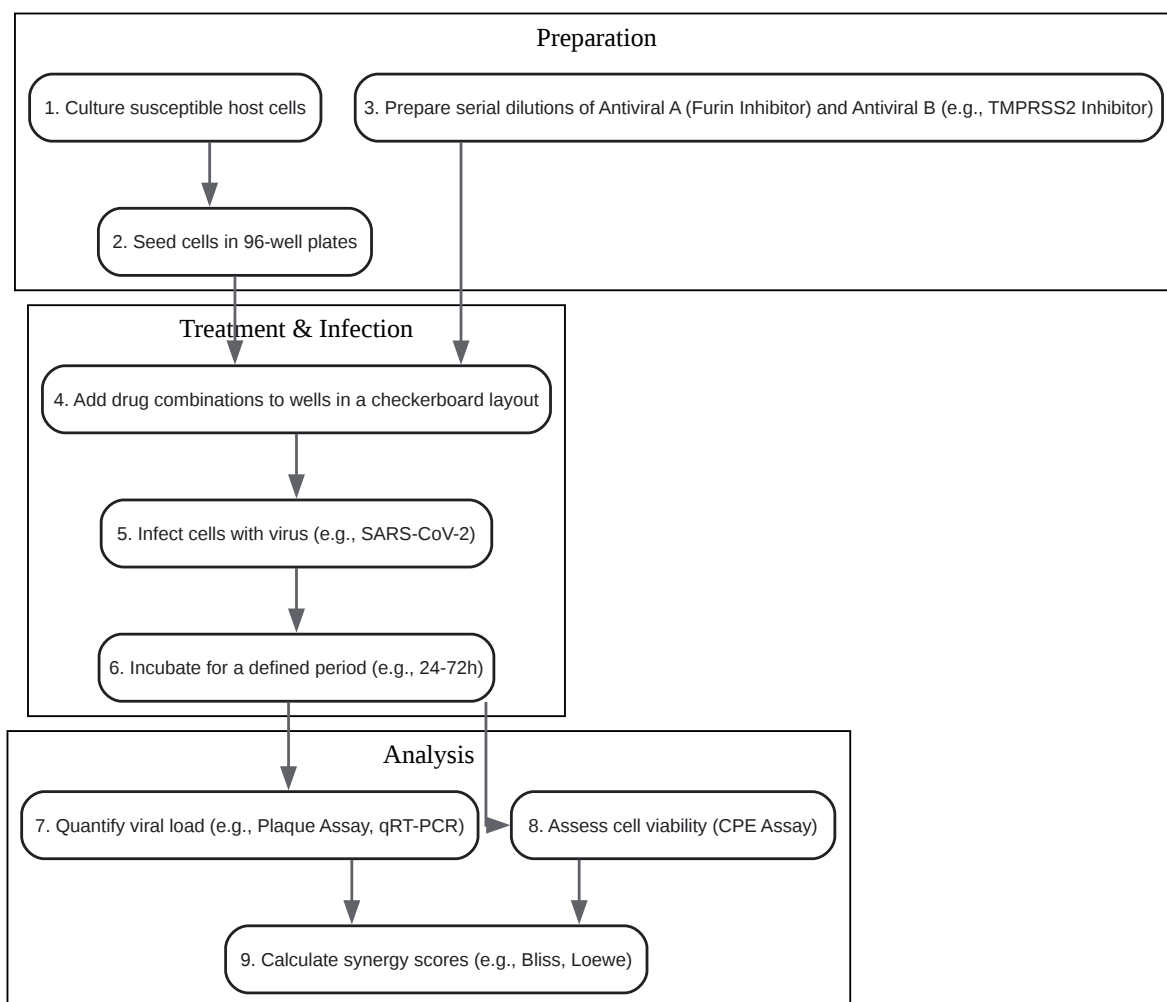 Preparation
1. Culture susceptible host cells
3. Prepare serial dilutions of Antiviral A (Furin Inhibitor) and Antiviral B (e.g., TMPRSS2 Inhibitor)
2. Seed cells in 96-well plates
Treatment & Infection
4. Add drug combinations to wells in a checkerboard layout
5. Infect cells with virus (e.g., SARS-CoV-2)
6. Incubate for a defined period (e.g., 24-72h)
Analysis
7. Quantify viral load (e.g., Plaque Assay, qRT-PCR)
8. Assess cell viability (CPE Assay)
9. Calculate synergy scores (e.g., Bliss, Loewe)